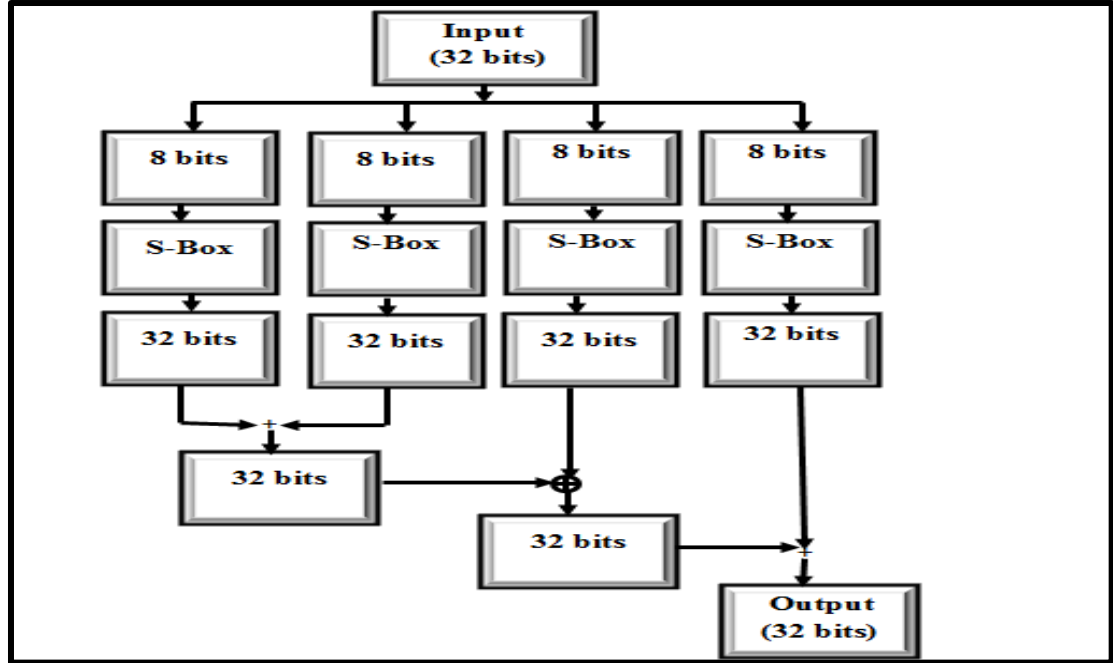 Input
(32 bits)
8 bits
8 bits
8 bits
8 bits
S-Box
S-Box
S-Box
S-Box
32 bits
32 bits
32 bits
32 bits
+
32 bits
32 bits
+
Output
(32 bits)